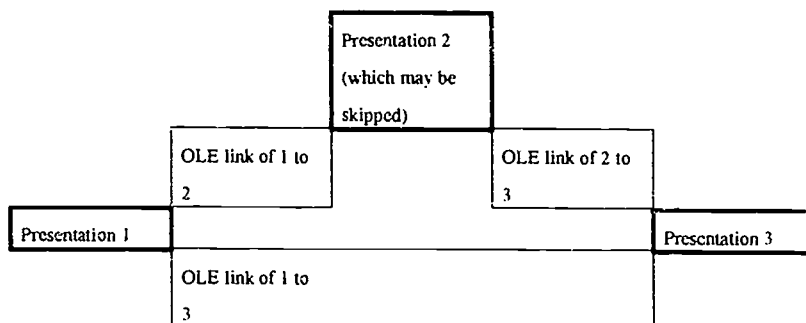 Presentation 2
(which may be
skipped)
OLE link of 1 to
2
OLE link of 2 to
3
Presentation 1
Presentation 3
OLE link of 1 to
3